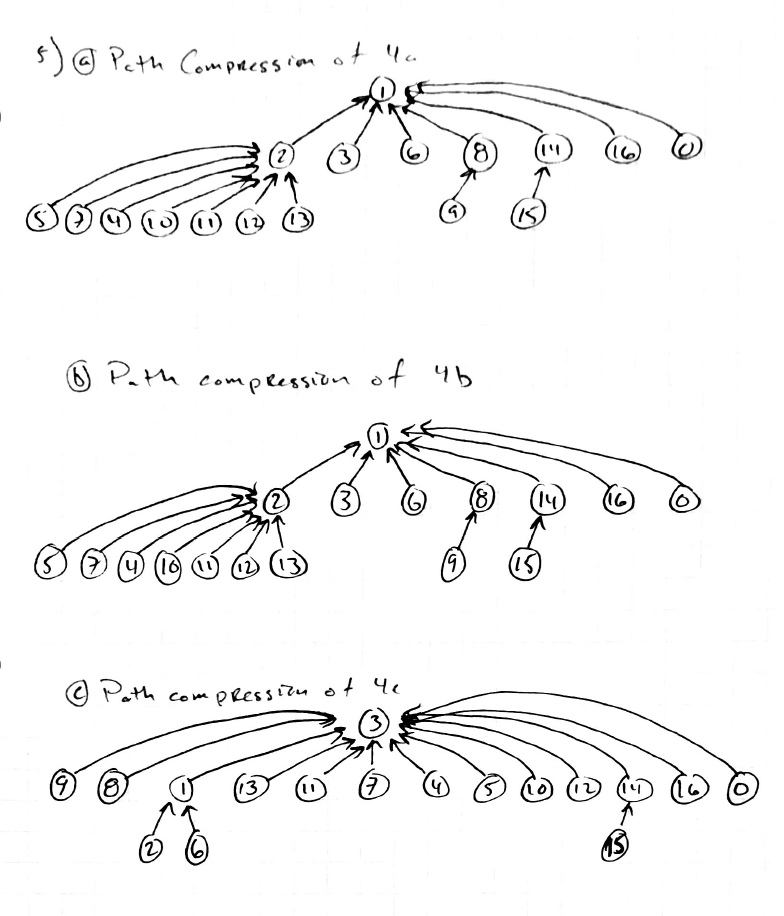 5) ⓐ Path Compression of 4a
1
2 3 6 8 14 16 0
5 7 4 10 11 12 13 9 15
ⓑ Path compression of 4b
1
2 3 6 8 14 16 0
5 7 4 10 11 12 13 9 15
ⓒ Path compression of 4c
3
9 8 1 13 11 7 4 5 10 12 14 16 0
2 6 15